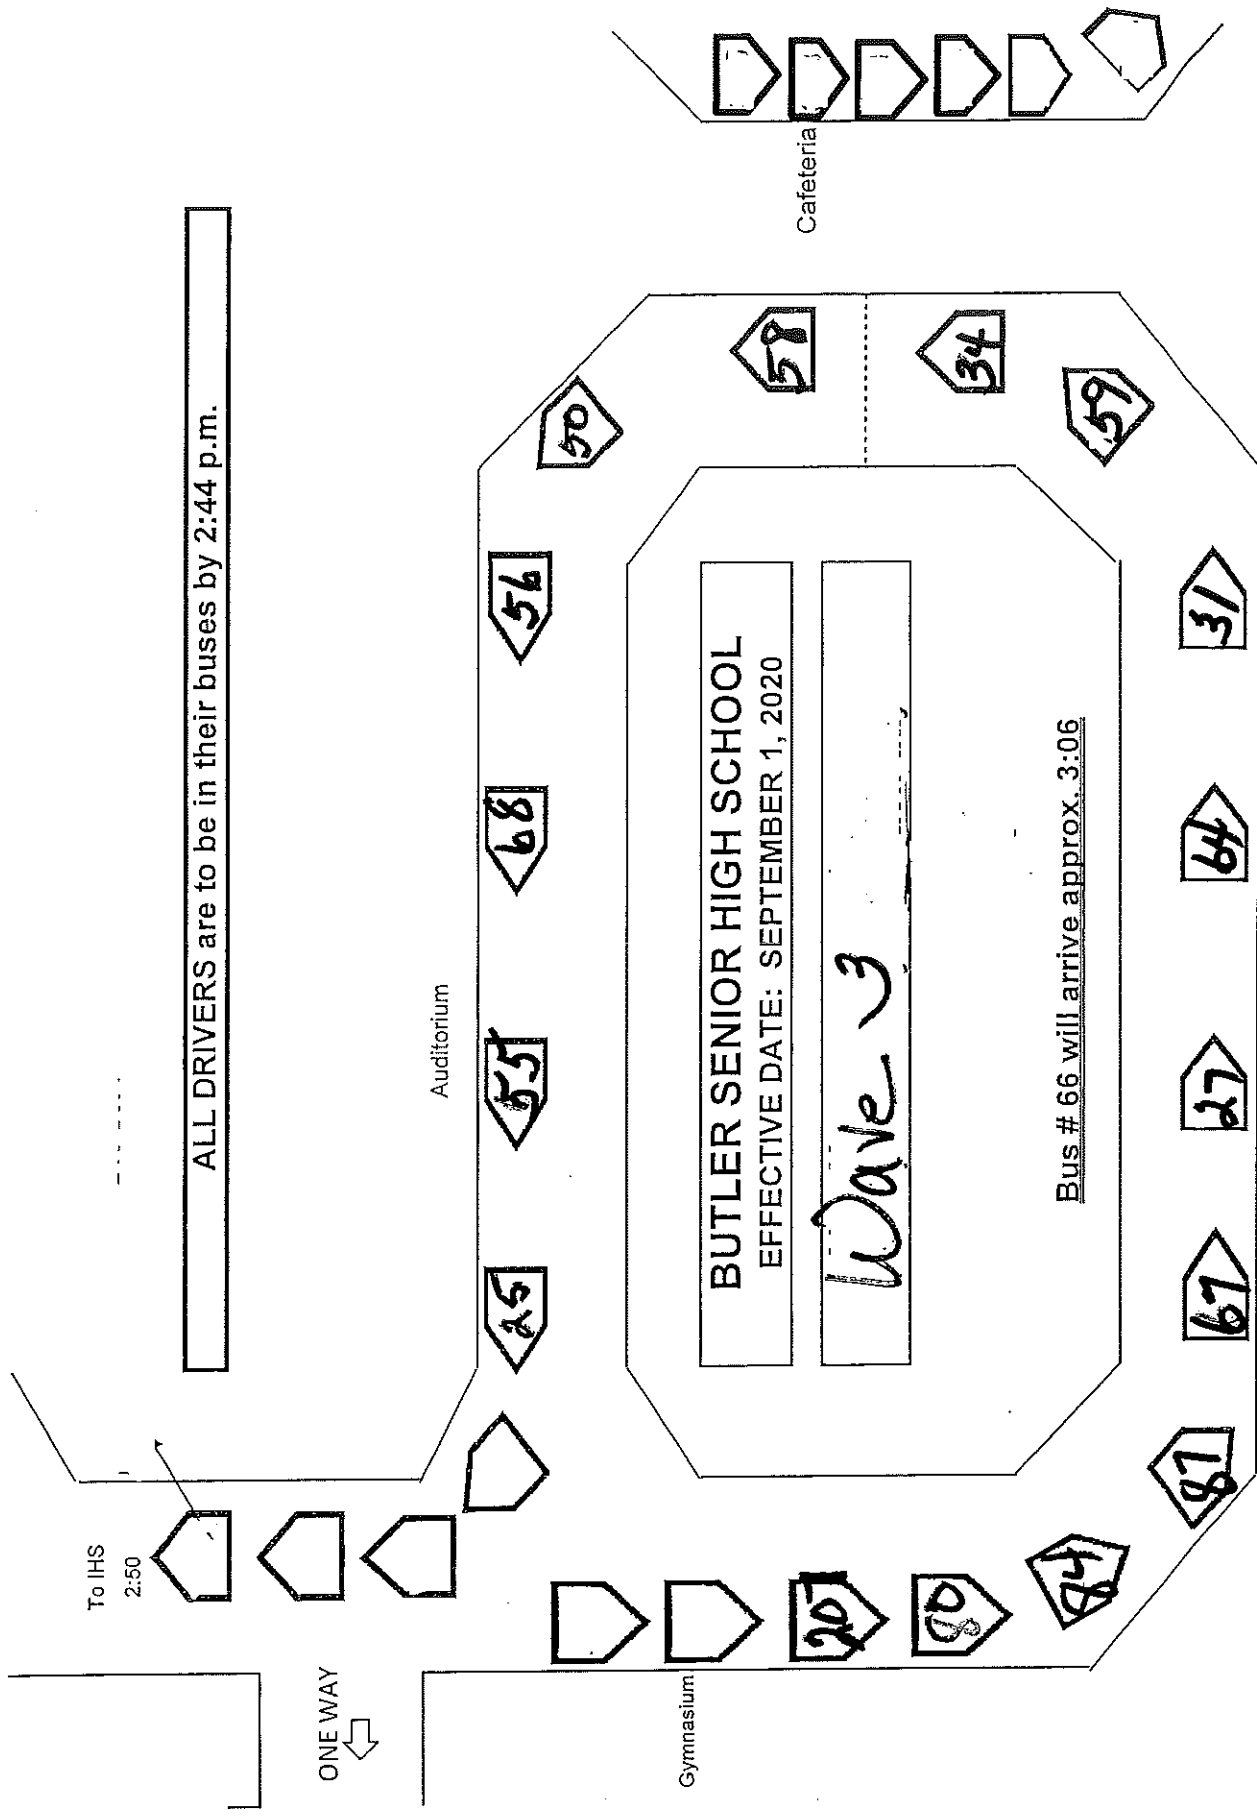 To IHS
2:50
ALL DRIVERS are to be in their buses by 2:44 p.m.
ONE WAY
Auditorium
25
55
68
56
50
58
Cafeteria
Gymnasium
BUTLER SENIOR HIGH SCHOOL
EFFECTIVE DATE: SEPTEMBER 1, 2020
Wave 3
Bus # 66 will arrive approx. 3:06
20
80
84
34
59
87
67
27
64
31